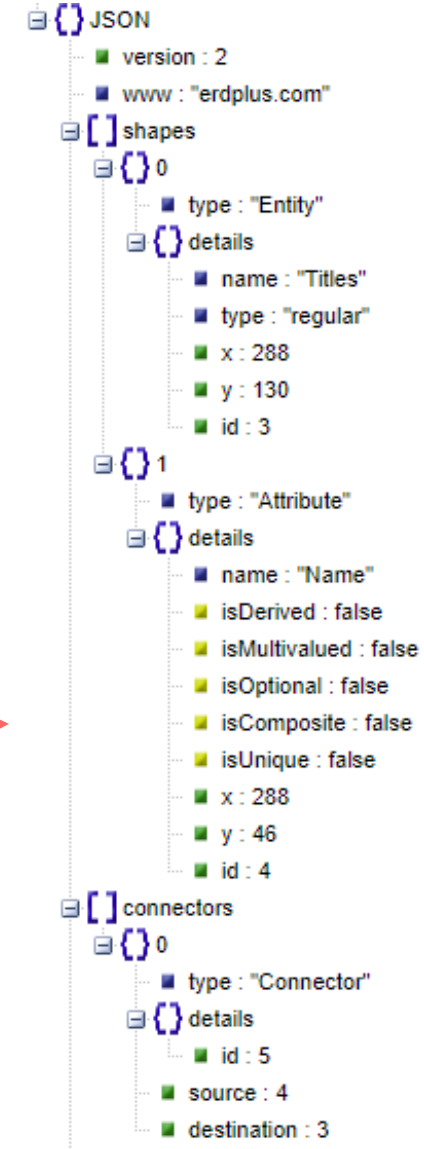 JSON
version : 2
www : "erdplus.com"
shapes
0
type : "Entity"
details
name : "Titles"
type : "regular"
x : 288
y : 130
id : 3
1
type : "Attribute"
details
name : "Name"
isDerived : false
isMultivalued : false
isOptional : false
isComposite : false
isUnique : false
x : 288
y : 46
id : 4
connectors
0
type : "Connector"
details
id : 5
source : 4
destination : 3